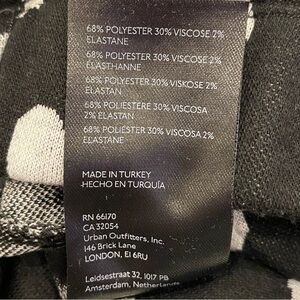 68% POLYESTER 30% VISCOSE 2%
ELASTANE
68% POLYESTER 30% VISCOSE 2%
ELASTHANNE
68% POLYESTER 30% VISKOSE 2%
ELASTAN
68% POLIESTERE 30% VISCOSA
2% ELASTAN
68% POLIÉSTER 30% VISCOSA 2%
ELASTANE
MADE IN TURKEY
HECHO EN TURQUÍA
RN 66170
CA 32054
Urban Outfitters, Inc.
146 Brick Lane
LONDON, E1 6RU
Leidsestraat 32, 1017 PB
Amsterdam, Netherlands